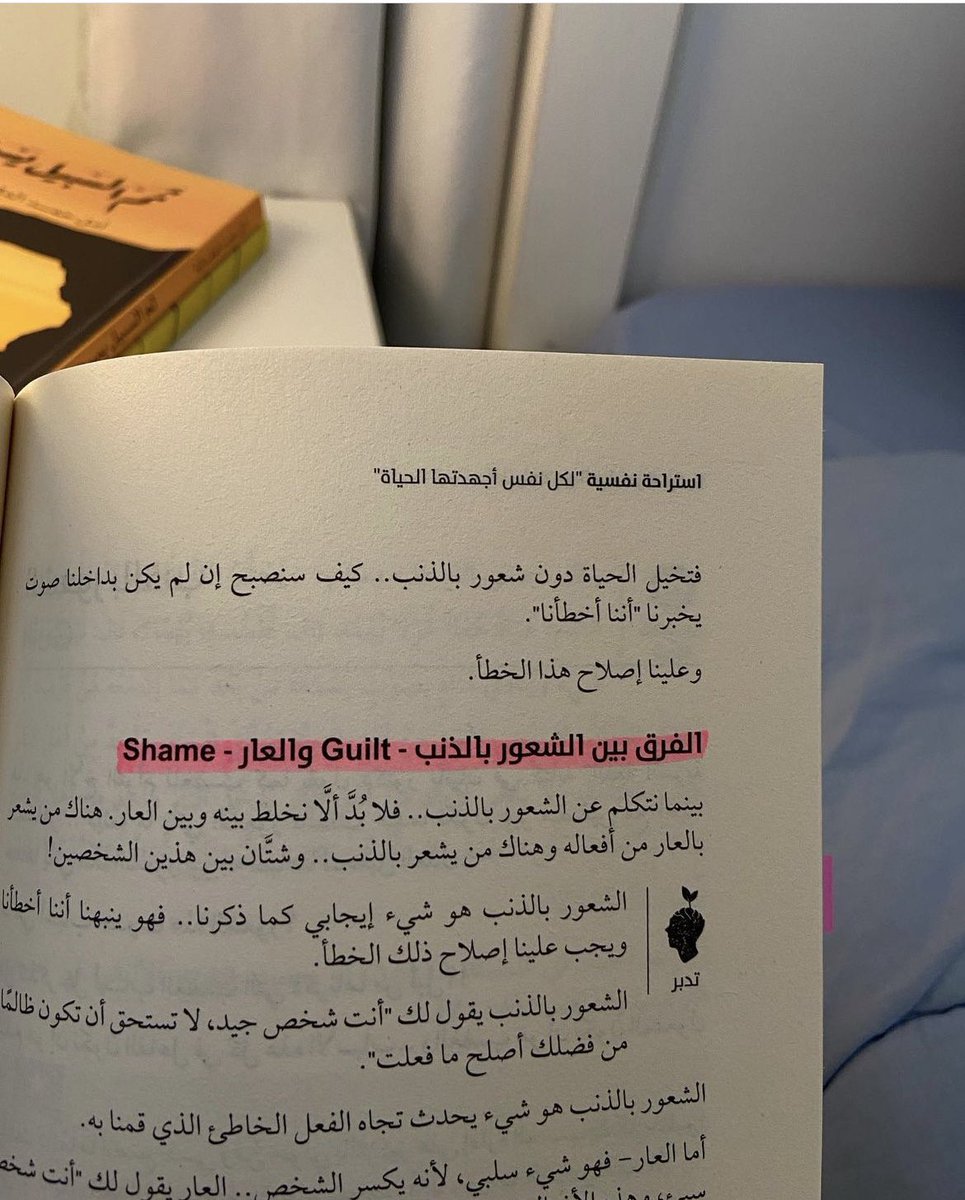 استراحة نفسية "لكل نفس أجهدتها الحياة"
فتخيل الحياة دون شعور بالذنب.. كيف سنصبح إن لم يكن بداخلنا صوت
يخبرنا "أننا أخطأنا".
وعلينا إصلاح هذا الخطأ.
الفرق بين الشعور بالذنب - Guilt والعار - Shame
بينما نتكلم عن الشعور بالذنب.. فلا بُدَّ ألَّا نخلط بينه وبين العار. هناك من يشعر
بالعار من أفعاله وهناك من يشعر بالذنب.. وشتَّان بين هذين الشخصين!
الشعور بالذنب هو شيء إيجابي كما ذكرنا.. فهو ينبهنا أننا أخطأنا
ويجب علينا إصلاح ذلك الخطأ.
تدبر
الشعور بالذنب يقول لك "أنت شخص جيد، لا تستحق أن تكون ظالمًا
من فضلك أصلح ما فعلت".
الشعور بالذنب هو شيء يحدث تجاه الفعل الخاطئ الذي قمنا به.
أما العار– فهو شيء سلبي، لأنه يكسر الشخص.. العار يقول لك "أنت شخص